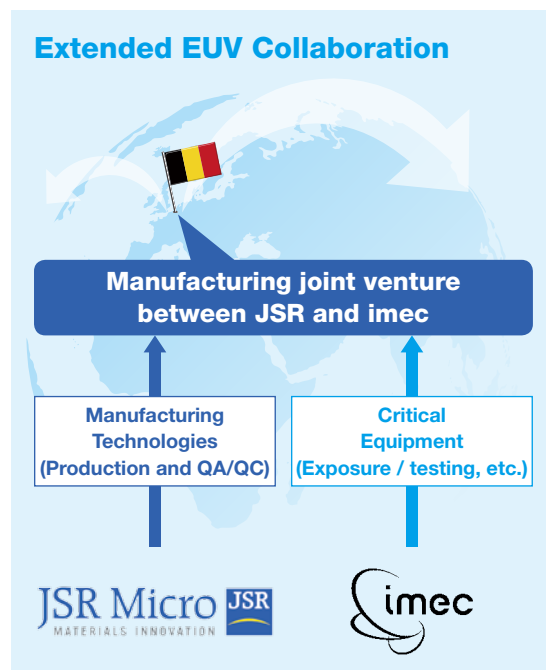 Extended EUV Collaboration
Manufacturing joint venture
between JSR and imec
Manufacturing
Technologies
(Production and QA/QC)
Critical
Equipment
(Exposure / testing, etc.)
JSR Micro JSR
MATERIALS INNOVATION
imec